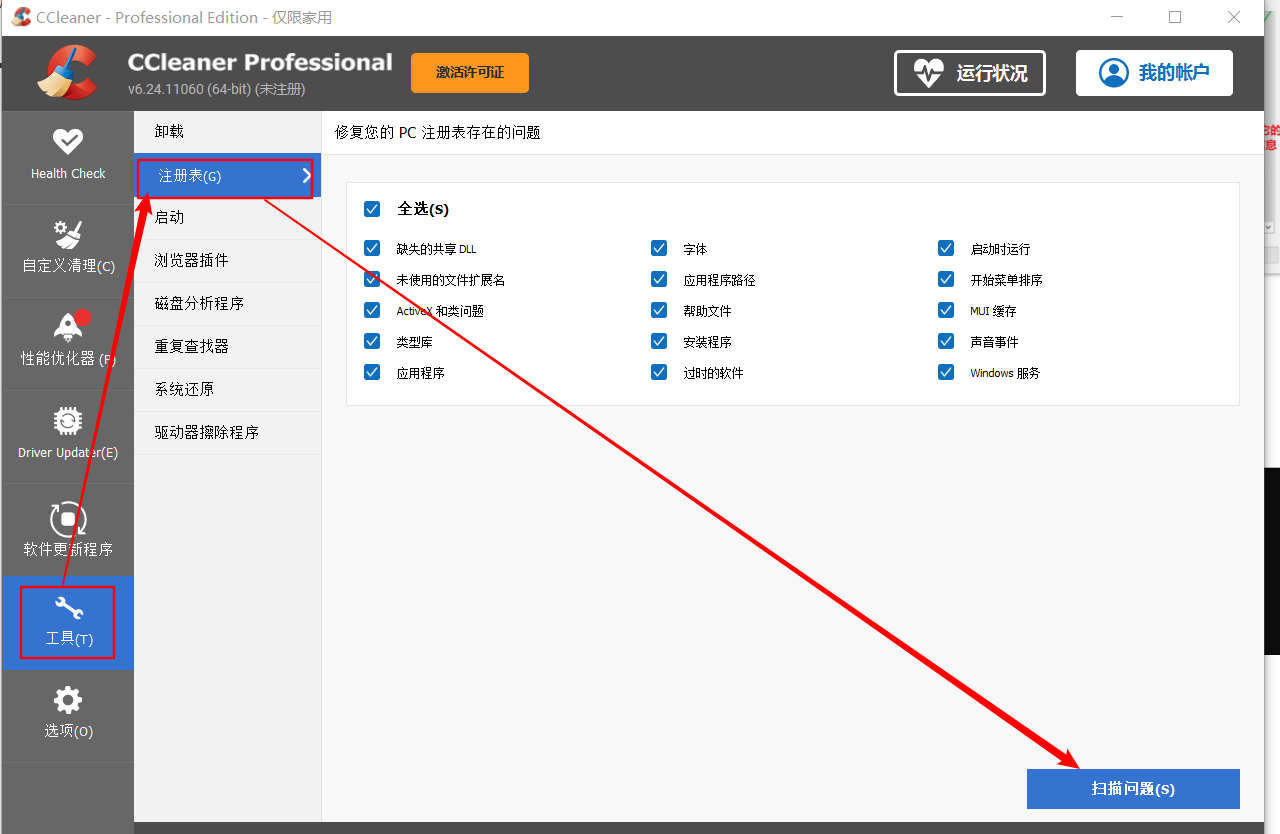 CCleaner - Professional Edition - 仅限家用
CCleaner Professional
v6.24.11060 (64-bit) (未注册)
激活许可证
运行状况
我的帐户
Health Check
自定义清理(C)
性能优化器 (P)
Driver Updater(E)
软件更新程序
工具(T)
选项(O)
卸载
注册表(G)
启动
浏览器插件
磁盘分析程序
重复查找器
系统还原
驱动器擦除程序
修复您的 PC 注册表存在的问题
全选(S)
缺失的共享 DLL
字体
启动时运行
未使用的文件扩展名
应用程序路径
开始菜单排序
ActiveX 和类问题
帮助文件
MUI 缓存
类型库
安装程序
声音事件
应用程序
过时的软件
Windows 服务
扫描问题(S)
它的
息